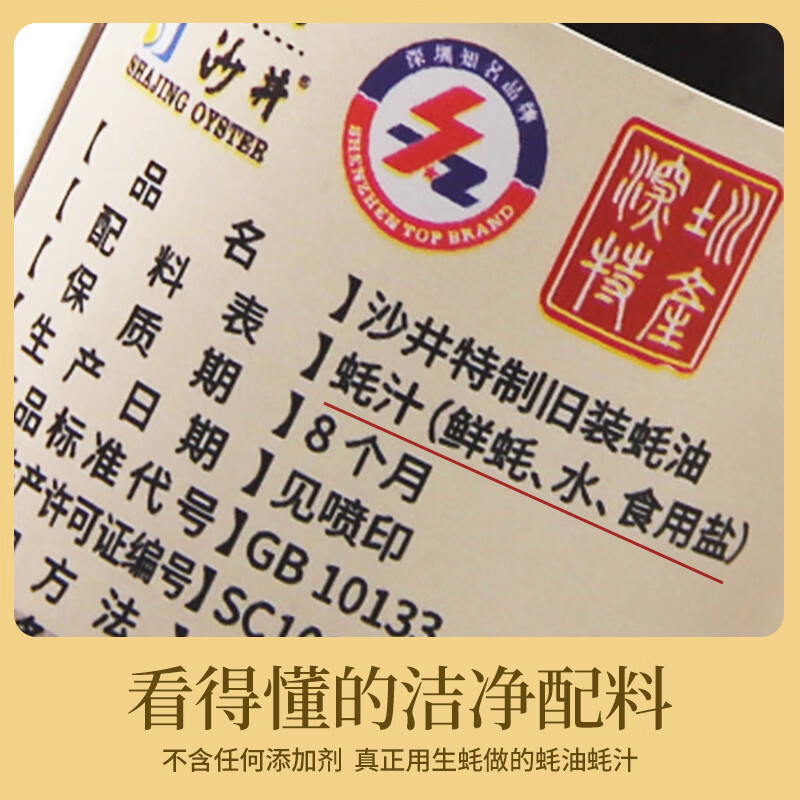 沙井®
SHAJING OYSTER
深圳知名品牌
SHENZHEN TOP BRAND
深圳
特产
【品名】沙井特制旧装蚝油
【配料表】蚝汁(鲜蚝、水、食用盐)
【保质期】8个月
【生产日期】见喷印
品标准代号】GB 10133
产许可证编号】SC10
方法】
看得懂的洁净配料
不含任何添加剂 真正用生蚝做的蚝油蚝汁